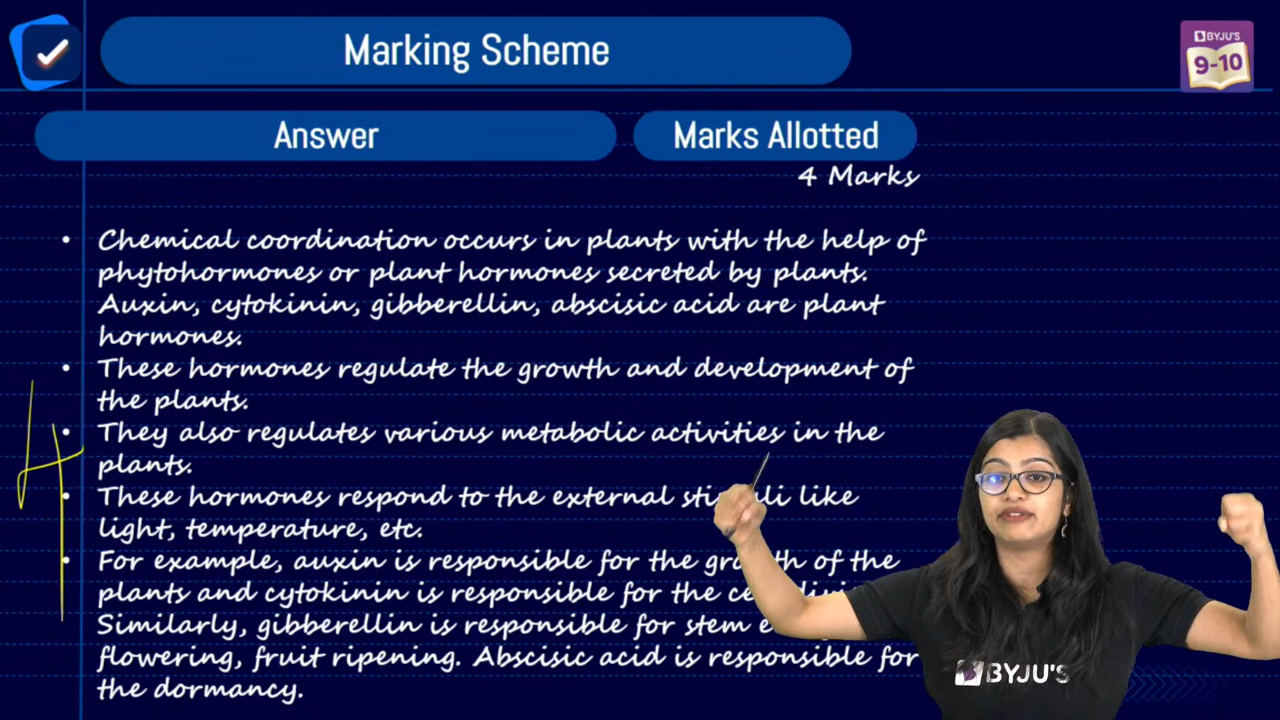 Marking Scheme
BYJU'S
9-10
Answer
Marks Allotted
4 Marks
• Chemical coordination occurs in plants with the help of
phytohormones or plant hormones secreted by plants.
Auxin, cytokinin, gibberellin, abscisic acid are plant
hormones.
• These hormones regulate the growth and development of
the plants.
• They also regulates various metabolic activities in the
plants.
• These hormones respond to the external stimuli like
light, temperature, etc.
• For example, auxin is responsible for the growth of the
plants and cytokinin is responsible for the
Similarly, gibberellin is responsible for stem
flowering, fruit ripening. Abscisic acid is responsible for
the dormancy.
4
BYJU'S